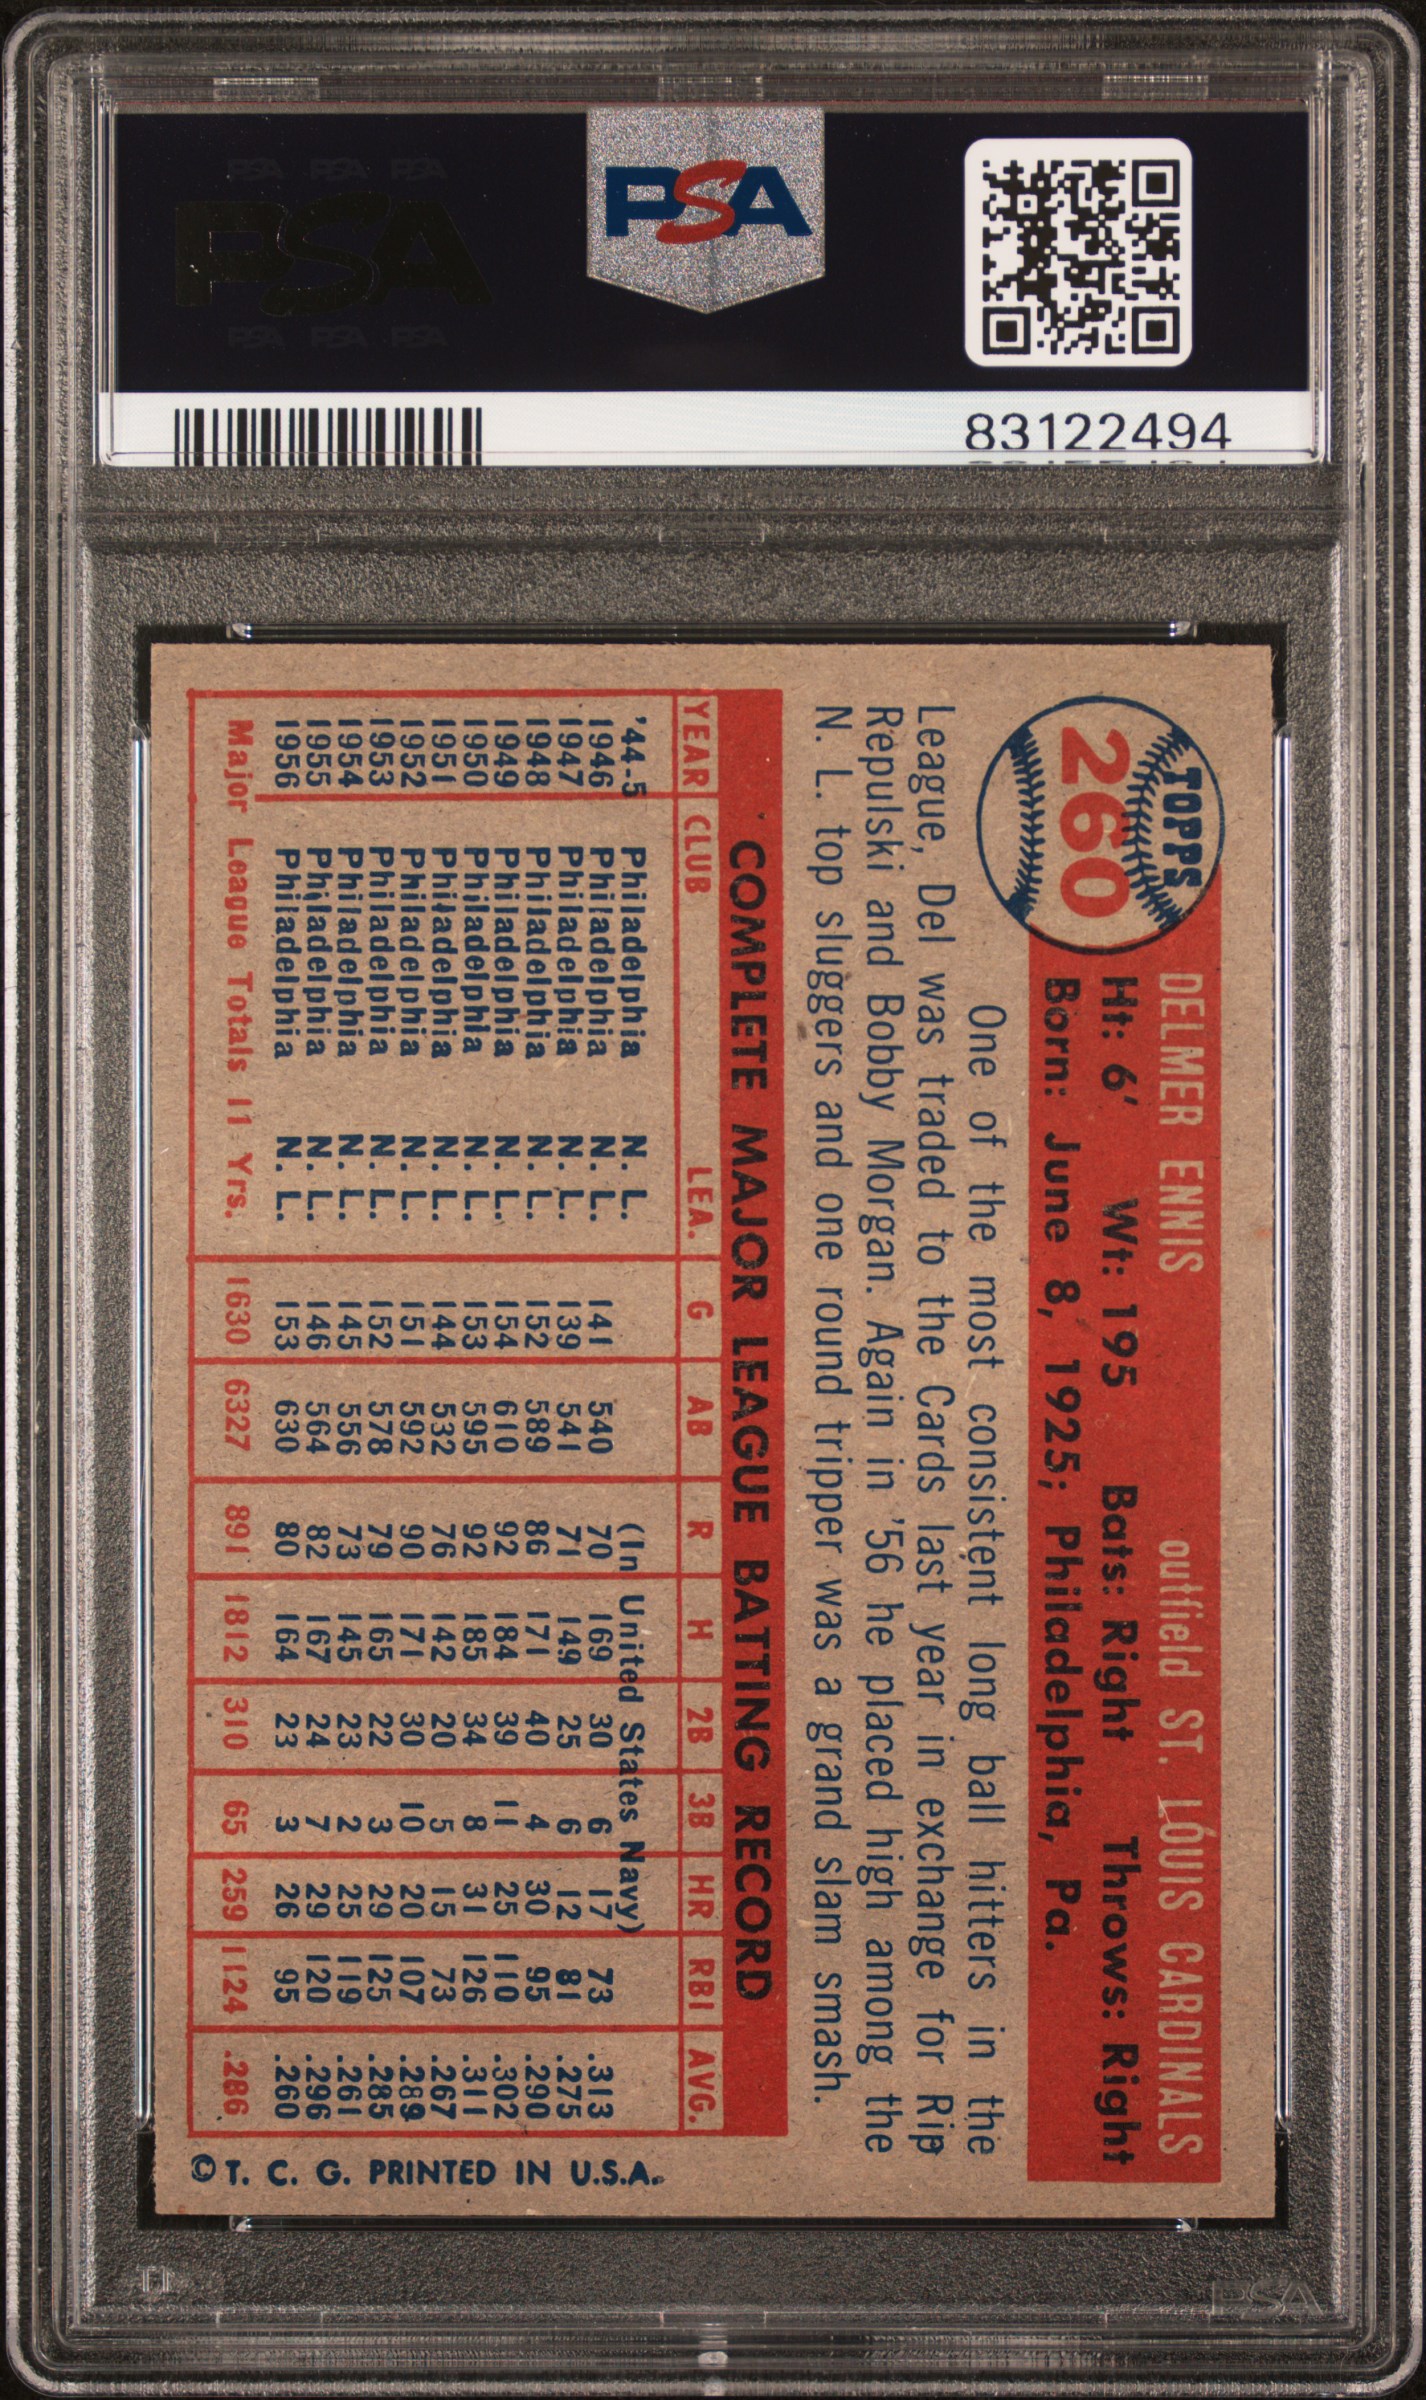 PSA PSA PSA
PSA
PSA PSA PSA
PSA
83122494
TOPPS
260
DELMER ENNIS outfield ST. LOUIS CARDINALS
Ht: 6' Wt: 195 Bats: Right Throws: Right
Born: June 8, 1925; Philadelphia, Pa.
One of the most consistent long ball hitters in the
League, Del was traded to the Cards last year in exchange for Rip
Repulski and Bobby Morgan. Again in '56 he placed high among the
N. L. top sluggers and one round tripper was a grand slam smash.
COMPLETE MAJOR LEAGUE BATTING RECORD
YEAR CLUB LEA. G AB R H 2B 3B HR RBI AVG.
'44-5 Philadelphia N. L. (In United States Navy)
1946 Philadelphia N. L. 141 540 70 169 30 6 17 73 .313
1947 Philadelphia N. L. 139 541 71 149 25 6 12 81 .275
1948 Philadelphia N. L. 152 589 86 171 40 4 30 95 .290
1949 Philadelphia N. L. 154 610 92 184 39 11 25 110 .302
1950 Philadelphia N. L. 153 595 92 185 34 8 31 126 .311
1951 Philadelphia N. L. 144 532 76 142 20 5 15 73 .267
1952 Philadelphia N. L. 151 592 90 171 30 10 20 107 .289
1953 Philadelphia N. L. 152 578 79 165 22 3 29 125 .285
1954 Philadelphia N. L. 145 556 73 145 23 2 25 119 .261
1955 Philadelphia N. L. 146 564 82 167 24 7 29 120 .296
1956 Philadelphia N. L. 153 630 80 164 23 3 26 95 .260
Major League Totals 11 Yrs. 1630 6327 891 1812 310 65 259 1124 .286
© T. C. G. PRINTED IN U.S.A.
PSA